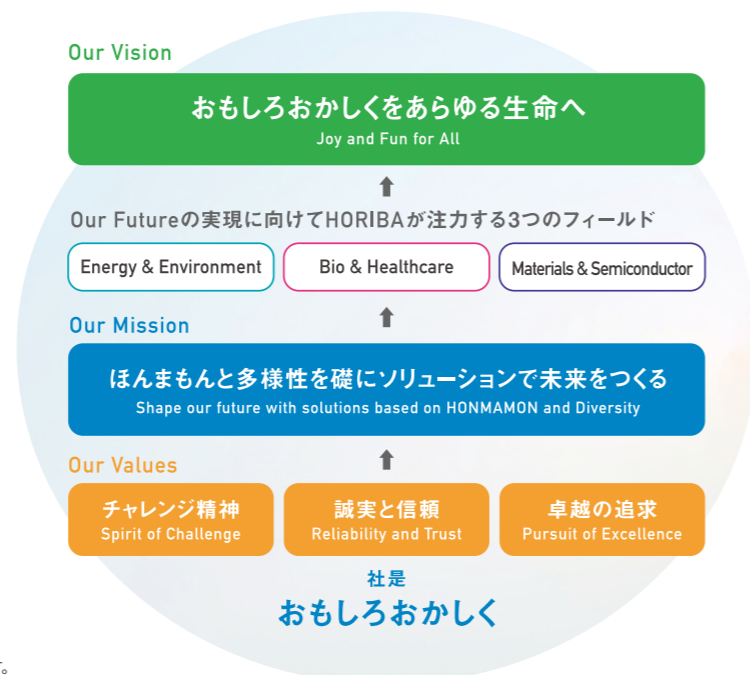 Our Vision
おもしろおかしくをあらゆる生命へ
Joy and Fun for All
Our Futureの実現に向けてHORIBAが注力する3つのフィールド
Energy & Environment
Bio & Healthcare
Materials & Semiconductor
Our Mission
ほんまもんと多様性を礎にソリューションで未来をつくる
Shape our future with solutions based on HONMAMON and Diversity
Our Values
チャレンジ精神
Spirit of Challenge
誠実と信頼
Reliability and Trust
卓越の追求
Pursuit of Excellence
社是
おもしろおかしく